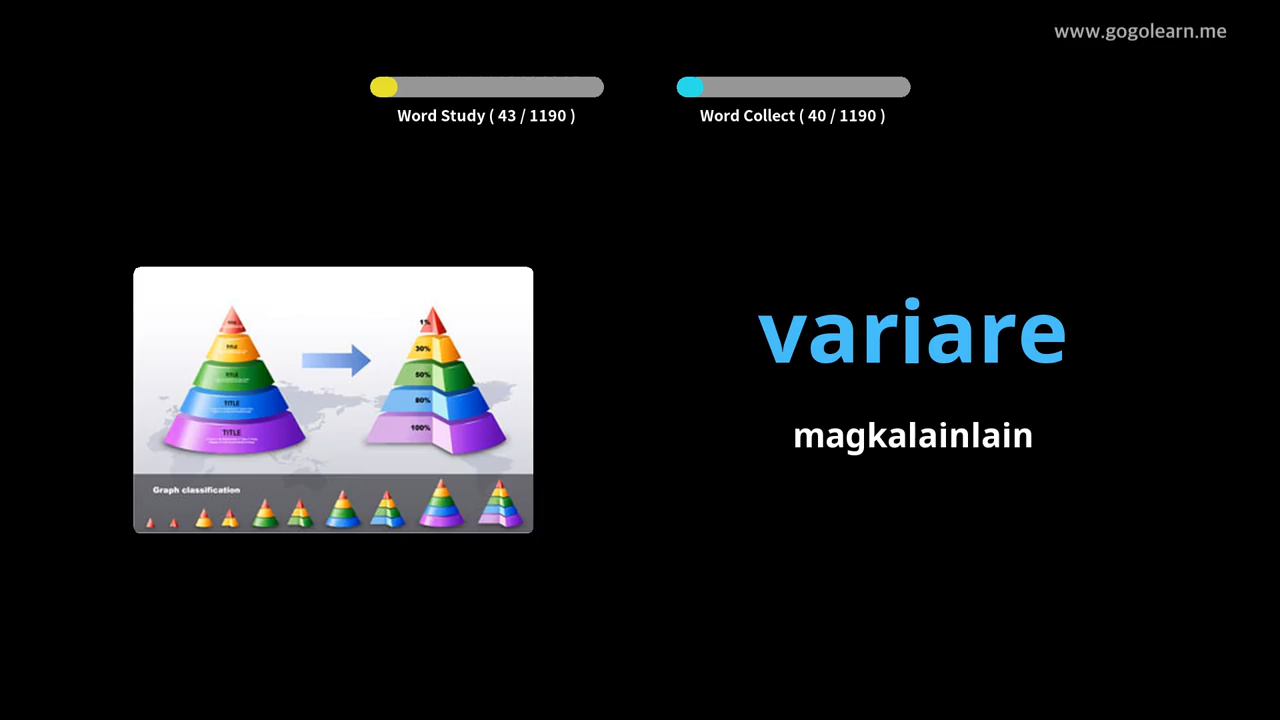 www.gogolearn.me
Word Study ( 43 / 1190 )
Word Collect ( 40 / 1190 )
variare
magkalainlain
TITLE
TITLE
TITLE
TITLE
1%
30%
50%
80%
100%
Graph classification